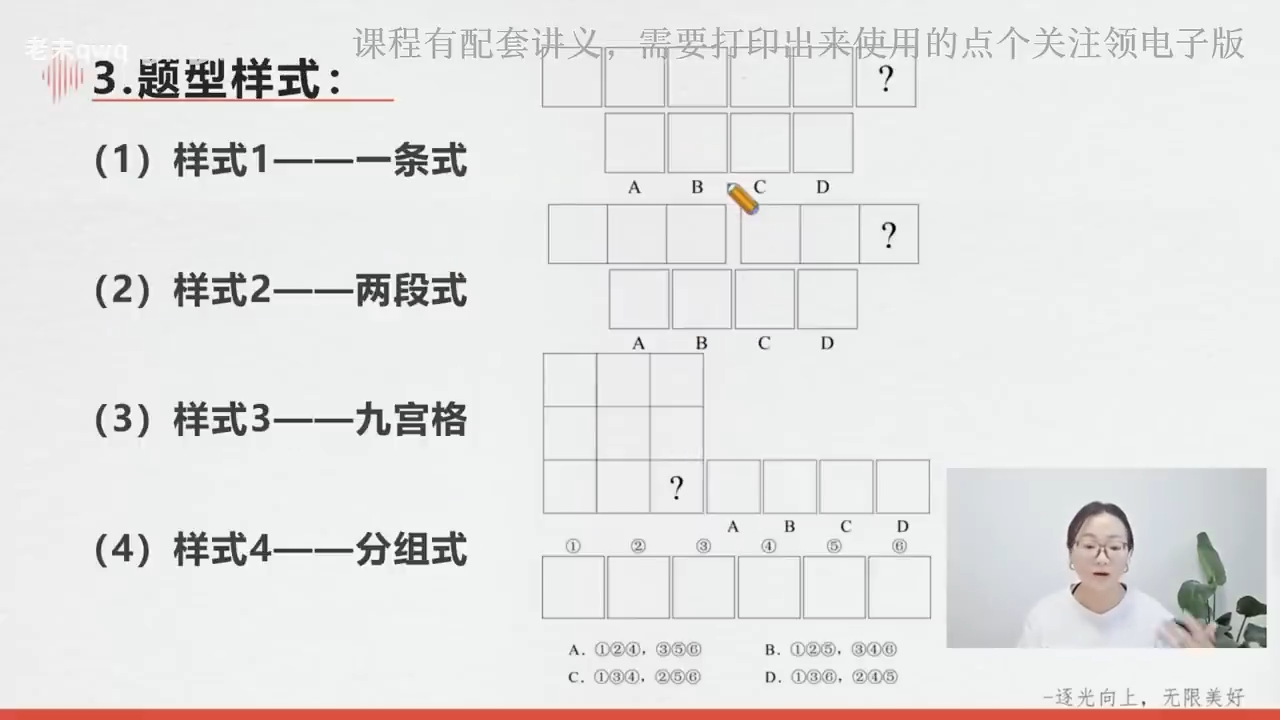 老未qwq
课程有配套讲义，需要打印出来使用的点个关注领电子版
3.题型样式：
?
（1）样式1——一条式
A B C D
?
（2）样式2——两段式
A B C D
（3）样式3——九宫格
?
A B C D
① ② ③ ④ ⑤ ⑥
（4）样式4——分组式
A. ①②④，③⑤⑥ B. ①②⑤，③④⑥
C. ①③④，②⑤⑥ D. ①③⑥，②④⑤
-逐光向上，无限美好